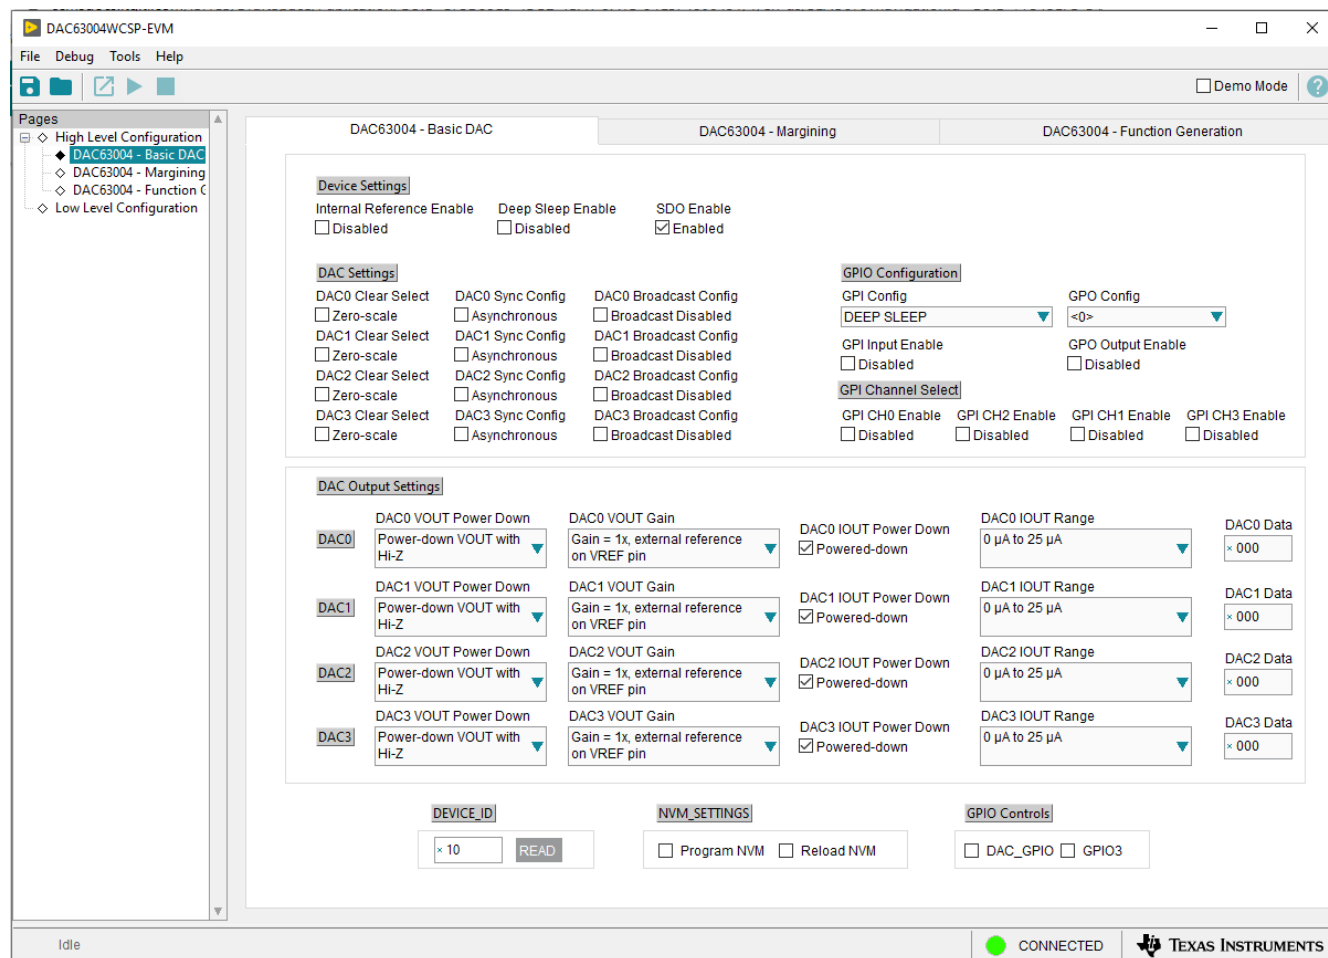 DAC63004WCSP-EVM
File Debug Tools Help
Demo Mode
Pages
High Level Configuration
DAC63004 - Basic DAC
DAC63004 - Margining
DAC63004 - Function
Low Level Configuration
DAC63004 - Basic DAC DAC63004 - Margining DAC63004 - Function Generation
Device Settings
Internal Reference Enable Deep Sleep Enable SDO Enable
Disabled Disabled Enabled
DAC Settings GPIO Configuration
DAC0 Clear Select DAC0 Sync Config DAC0 Broadcast Config GPI Config GPO Config
Zero-scale Asynchronous Broadcast Disabled DEEP SLEEP <0>
DAC1 Clear Select DAC1 Sync Config DAC1 Broadcast Config GPI Input Enable GPO Output Enable
Zero-scale Asynchronous Broadcast Disabled Disabled Disabled
DAC2 Clear Select DAC2 Sync Config DAC2 Broadcast Config
Zero-scale Asynchronous Broadcast Disabled GPI Channel Select
DAC3 Clear Select DAC3 Sync Config DAC3 Broadcast Config GPI CH0 Enable GPI CH2 Enable GPI CH1 Enable GPI CH3 Enable
Zero-scale Asynchronous Broadcast Disabled Disabled Disabled Disabled Disabled
DAC Output Settings
DAC0 VOUT Power Down DAC0 VOUT Gain DAC0 IOUT Power Down DAC0 IOUT Range DAC0 Data
DAC0 Power-down VOUT with Gain = 1x, external reference Powered-down 0 µA to 25 µA × 000
Hi-Z on VREF pin
DAC1 VOUT Power Down DAC1 VOUT Gain DAC1 IOUT Power Down DAC1 IOUT Range DAC1 Data
DAC1 Power-down VOUT with Gain = 1x, external reference Powered-down 0 µA to 25 µA × 000
Hi-Z on VREF pin
DAC2 VOUT Power Down DAC2 VOUT Gain DAC2 IOUT Power Down DAC2 IOUT Range DAC2 Data
DAC2 Power-down VOUT with Gain = 1x, external reference Powered-down 0 µA to 25 µA × 000
Hi-Z on VREF pin
DAC3 VOUT Power Down DAC3 VOUT Gain DAC3 IOUT Power Down DAC3 IOUT Range DAC3 Data
DAC3 Power-down VOUT with Gain = 1x, external reference Powered-down 0 µA to 25 µA × 000
Hi-Z on VREF pin
DEVICE_ID NVM_SETTINGS GPIO Controls
× 10 READ Program NVM Reload NVM DAC_GPIO GPIO3
Idle CONNECTED TEXAS INSTRUMENTS